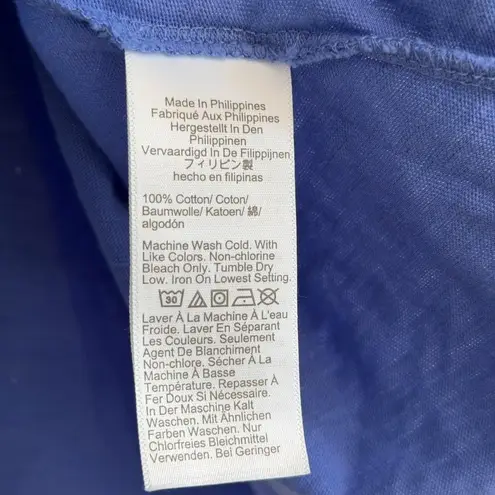 Made In Philippines
Fabriqué Aux Philippines
Hergestellt In Den
Philippinen
Vervaardigd In De Filippijnen
フィリピン製
hecho en filipinas
100% Cotton/ Coton/
Baumwolle/ Katoen/ 綿/
algodón
Machine Wash Cold. With
Like Colors. Non-chlorine
Bleach Only. Tumble Dry
Low. Iron On Lowest Setting.
30
Laver À La Machine À L'eau
Froide. Laver En Séparant
Les Couleurs. Seulement
Agent De Blanchiment
Non-chlore. Sécher À La
Machine À Basse
Température. Repasser À
Fer Doux Si Nécessaire.
In Der Maschine Kalt
Waschen. Mit Ähnlichen
Farben Waschen. Nur
Chlorfreies Bleichmittel
Verwenden. Bei Geringer